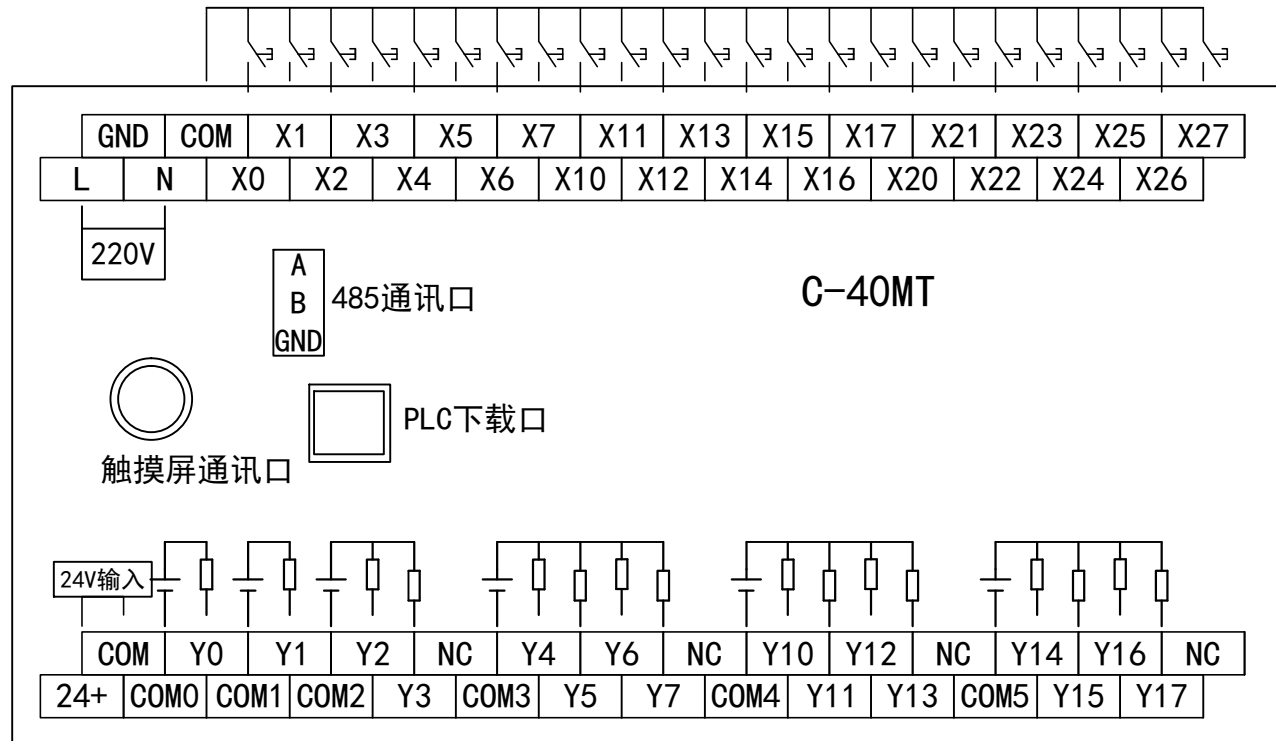 GND COM X1 X3 X5 X7 X11 X13 X15 X17 X21 X23 X25 X27
L N X0 X2 X4 X6 X10 X12 X14 X16 X20 X22 X24 X26
220V
A
B
GND
485通讯口
C-40MT
PLC下载口
触摸屏通讯口
24V输入
COM Y0 Y1 Y2 NC Y4 Y6 NC Y10 Y12 NC Y14 Y16 NC
24+ COM0 COM1 COM2 Y3 COM3 Y5 Y7 COM4 Y11 Y13 COM5 Y15 Y17